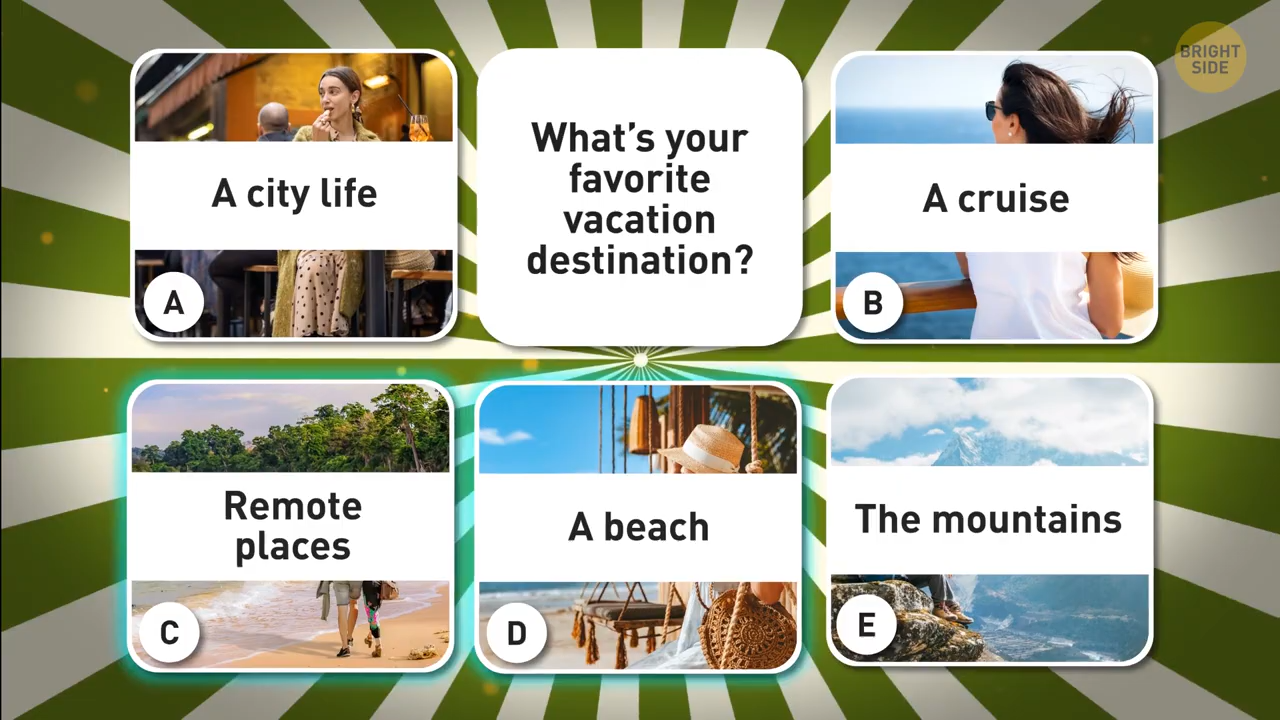 BRIGHT
SIDE
A city life
A
What's your
favorite
vacation
destination?
A cruise
B
Remote
places
C
A beach
D
The mountains
E